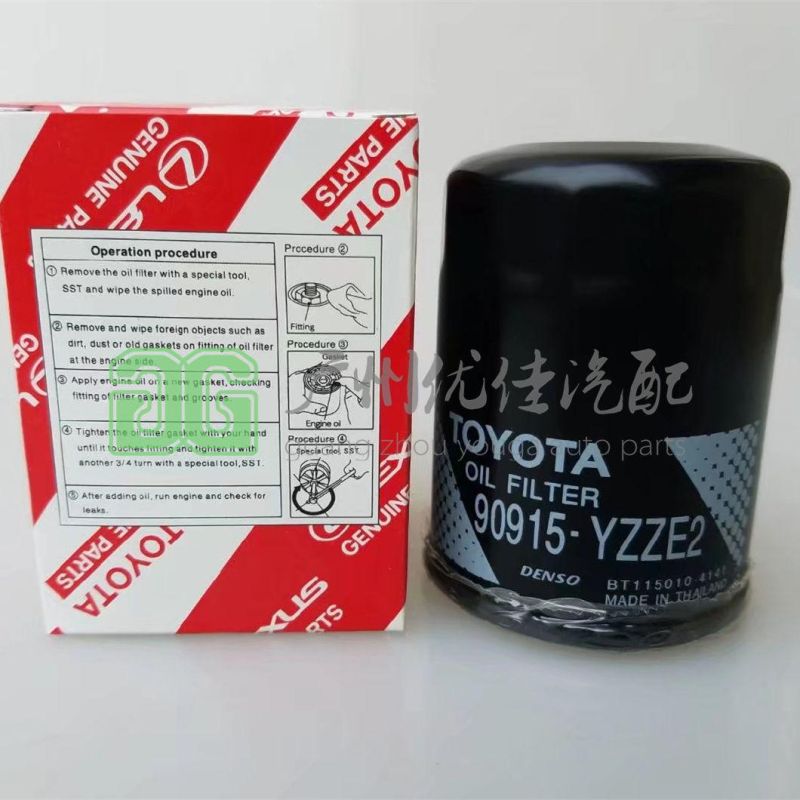 GENUINE PARTS
LEXUS
TOYOTA
GENUINE PARTS
Operation procedure
① Remove the oil filter with a special tool,
SST and wipe the spilled engine oil.
② Remove and wipe foreign objects such as
dirt, dust or old gaskets on fitting of oil filter
at the engine side.
③ Apply engine oil on a new gasket, checking
fitting of filter gasket and grooves.
④ Tighten the oil filter gasket with your hand
until it touches fitting and tighten it with
another 3/4 turn with a special tool, SST.
⑤ After adding oil, run engine and check for
leaks.
Procedure ②
Fitting
Procedure ③
Gasket
Engine oil
Procedure ④
Special tool, SST
TOYOTA
GENUINE PARTS
AG
广州优佳汽配
guang zhou youga auto parts
TOYOTA
OIL FILTER
90915-YZZE2
DENSO
BT115010-4141
MADE IN THAILAND